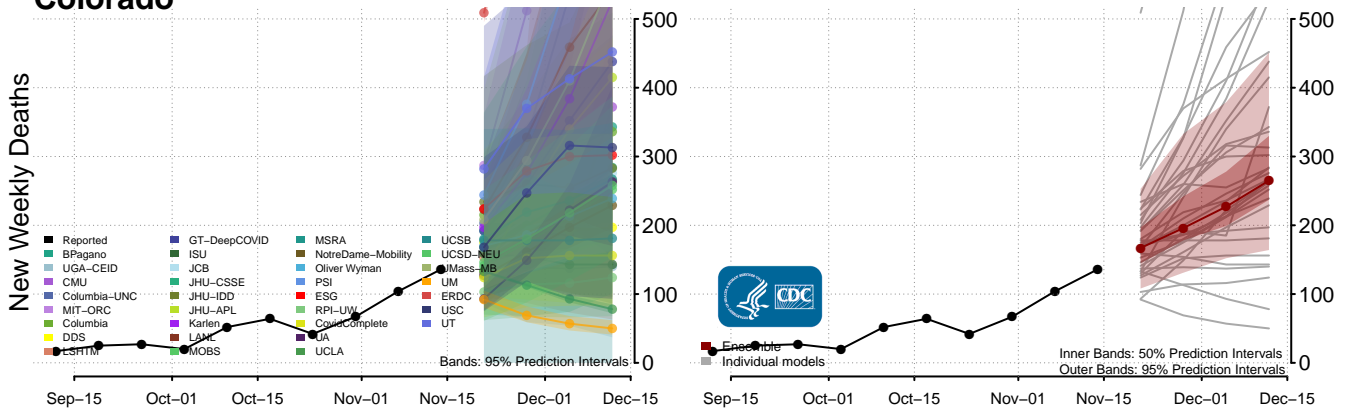 Colorado
New Weekly Deaths
500
400
300
200
100
0
Reported
BPagano
UGA−CEID
CMU
Columbia−UNC
MIT−ORC
Columbia
DDS
LSHTM
GT−DeepCOVID
ISU
JCB
JHU−CSSE
JHU−IDD
JHU−APL
Karlen
LANL
MOBS
MSRA
NotreDame−Mobility
Oliver Wyman
PSI
ESG
RPI−UW
CovidComplete
UA
UCLA
UCSB
UCSD−NEU
UMass−MB
UM
ERDC
USC
UT
Bands: 95% Prediction Intervals
Sep−15 Oct−01 Oct−15 Nov−01 Nov−15 Dec−01 Dec−15
500
400
300
200
100
0
CDC
Ensemble
Individual models
Inner Bands: 50% Prediction Intervals
Outer Bands: 95% Prediction Intervals
Sep−15 Oct−01 Oct−15 Nov−01 Nov−15 Dec−01 Dec−15